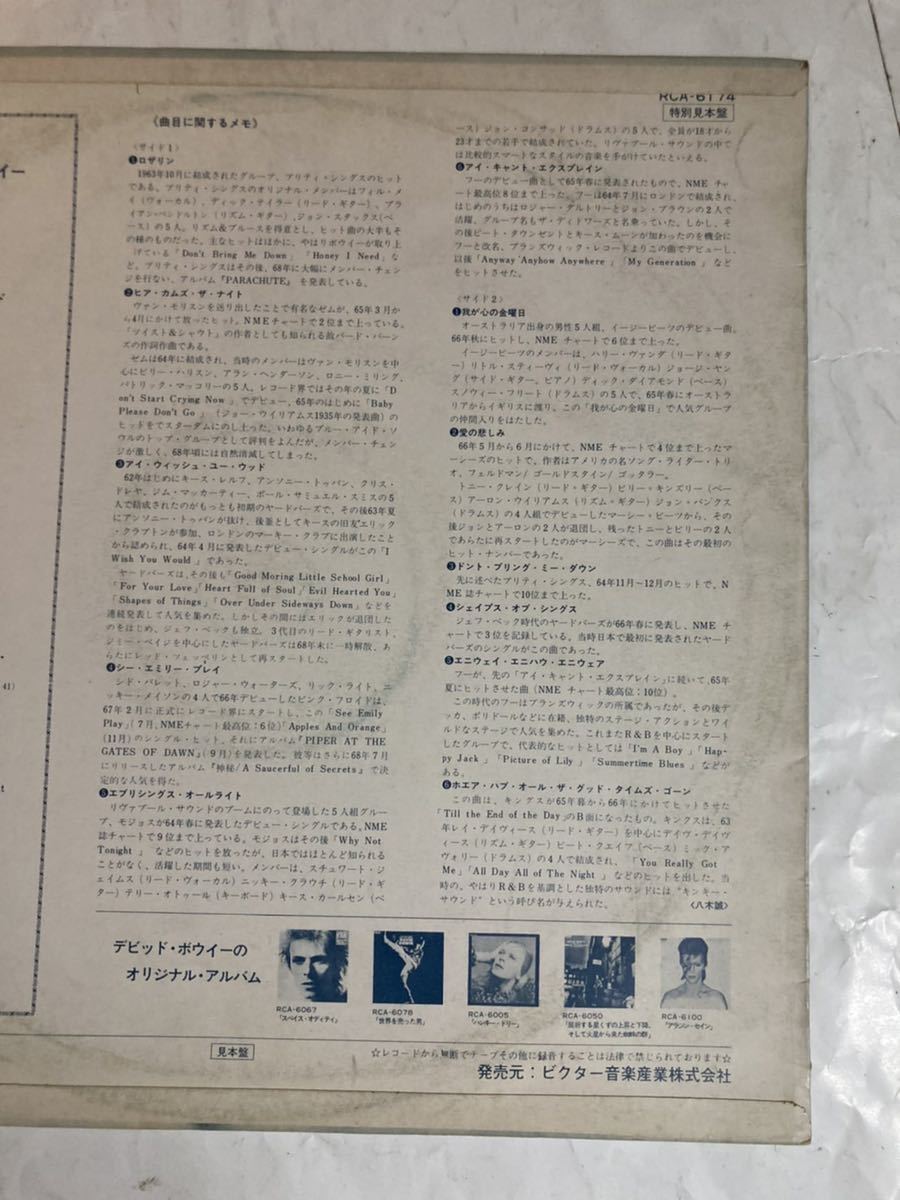 RCA-6174
特別見本盤
イー
《曲目に関するメモ》
〈サイド1〉
❶ロザリン
1963年10月に結成されたグループ、プリティ・シングスのヒット
である。プリティ・シングスのオリジナル・メンバーはフィル・メ
イ(ヴォーカル)、ディック・テイラー(リード・ギター)、ブラ
イアン・ペンドルトン(リズム・ギター)、ジョン・スタックス(ベ
ース)の5人。リズム&ブルースを得意とし、ヒット曲の大半もそ
の種のものだった。主なヒットはほかに、やはりボウイーが取り上
げている「Don't Bring Me Down」「Honey I Need」な
ど。プリティ・シングスはその後、68年に大幅にメンバー・チェン
ジを行ない、アルバム『PARACHUTE』を発表している。
❷ヒア・カムズ・ザ・ナイト
ヴァン・モリスンを送り出したことで有名なゼムが、65年3月か
ら4月にかけて放ったヒット。NMEチャートで2位まで上っている。
「ツイスト&シャウト」の作者としても知られる故バード・バーン
ズの作詞作曲である。
ゼムは64年に結成され、当時のメンバーはヴァン・モリスンを中
心にビリー・ハリスン、アラン・ヘンダーソン、ロニー・ミリング、
パトリック・マッコリーの5人。レコード界ではその年の夏に「D
on't Start Crying Now」でデビュー、65年のはじめに「Baby
Please Don't Go」(ジョー・ウイリアムス1935年の発表曲)の
ヒットをでスターダムにのし上った。いわゆるブルー・アイド・ソ
ウルのトップ・グループとして評判をよんだが、メンバー・チェン
ジが激しく、68年頃には自然消滅してしまった。
❸アイ・ウィッシュ・ユー・ウッド
62年はじめにキース・レルフ、アンソニー・トッパン、クリス・
ドレヤ、ジム・マッカーティー、ポール・サミュエル・スミスの5
人で結成されたのがもっとも初期のヤードバーズで、その後63年夏
にアンソニー・トッパンが抜け、後釜としてキースの旧友エリック
・クラプトンが参加、ロンドンのマーキー・クラブに出演したこと
から認められ、64年4月に発表したデビュー・シングルがこの「I
Wish You Would」であった。
ヤードバーズは、その後も「Good Moring Little School Girl」
「For Your Love」「Heart Full of Soul」「Evil Hearted You」
「Shapes of Things」「Over Under Sideways Down」などを
連続発表して人気を集めた。しかしその間にはエリックが退団した
のをはじめ、ジェフ・ベックも独立。3代目のリード・ギタリスト、
ジミー・ペイジを中心にしたヤードバーズは68年末に一時解散、あ
らたにレッド・ツェッペリンとして再スタートした。
❹シー・エミリー・プレイ
シド・バレット、ロジャー・ウォーターズ、リック・ライト、ニ
ッキー・メイソンの4人で66年デビューしたピンク・フロイドは、
67年2月に正式にレコード界にスタートし、この「See Emily
Play」(7月、NMEチャート最高位:6位)「Apples And Orange」
(11月)のシングル・ヒット、それにアルバム『PIPER AT THE
GATES OF DAWN』(9月)を発表した。彼等はさらに68年7月
にリリースしたアルバム『神秘/A Saucerful of Secrets』で決
定的な人気を得た。
❺エブリシングス・オールライト
リヴァプール・サウンドのブームにのって登場した5人組グルー
プ、モジョスが64年春に発表したデビュー・シングルである。NME
誌チャートで9位まで上っている。モジョスはその後「Why Not
Tonight」などのヒットを放ったが、日本ではほとんど知られる
ことがなく、活躍した期間も短い。メンバーは、スチュワート・ジ
ェイムス(リード・ヴォーカル)ニッキー・クラウチ(リード・ギ
ター)テリー・オトゥール(キーボード)キース・カールセン(ベ
ース)ジョン・コンサッド(ドラムス)の5人で、全員が18才から
23才までの若手で結成されていた。リヴァプール・サウンドの中で
は比較的スマートなスタイルの音楽を手がけていたといえる。
❻アイ・キャント・エクスプレイン
フーのデビュー曲として65年春に発表されたもので、NME チャ
ート最高位8位まで上った。フーは64年7月にロンドンで結成され、
はじめのうちはロジャー・ダルトリーとジョン・ブラウンの2人で
活躍、グループ名もザ・ディトワーズと名乗っていた。しかし、そ
の後ピート・タウンゼントとキース・ムーンが加わったのを機会に
フーと改名、ブランズウィック・レコードよりこの曲でデビューし、
以後「Anyway Anyhow Anywhere」「My Generation」など
をヒットさせた。
〈サイド2〉
❶我が心の金曜日
オーストラリア出身の男性5人組、イージービーツのデビュー曲。
66年秋にヒットし、NME チャートで6位まで上った。
イージービーツのメンバーは、ハリー・ヴァンダ(リード・ギタ
ー)リトル・スティーヴィ(リード・ヴォーカル)ジョージ・ヤ
ング(サイド・ギター、ピアノ)ディック・ダイアモンド(ベース)
スノウィー・フリート(ドラムス)の5人で、65年春にオーストラ
リアからイギリスに渡り、この「我が心の金曜日」で人気グループ
の仲間入りをはたした。
❷愛の悲しみ
66年5月から6月にかけて、NME チャートで4位まで上ったマ
ーシーズのヒットで、作者はアメリカの名ソング・ライター・トリ
オ、フェルドマン/ゴールドスタイン/ゴッテラー。
トニー・クレイン(リード・ギター)ビリー・キンズリー(ベー
ス)アーロン・ウイリアムス(リズム・ギター)ジョン・バンクス
(ドラムス)の4人組でデビューしたマーシー・ビーツから、その
後ジョンとアーロンの2人が退団し、残ったトニーとビリーの2人
であらたに再スタートしたのがマーシーズで、この曲はその最初の
ヒット・ナンバーであった。
❸ドント・ブリング・ミー・ダウン
先に述べたプリティ・シングス、64年11月~12月のヒットで、N
ME 誌チャートで10位まで上った。
❹シェイプス・オブ・シングス
ジェフ・ベック時代のヤードバーズが66年春に発表し、NME チ
ャートで3位を記録している。当時日本で最初に発表されたヤード
バーズのシングルがこの曲であった。
❺エニウェイ・エニハウ・エニウェア
フーが、先の「アイ・キャント・エクスプレイン」に続いて、65年
夏にヒットさせた曲(NME チャート最高位:10位)。
この時代のフーはブランズウィックの所属であったが、その後デ
ッカ、ポリドールなどに在籍、独特のステージ・アクションとワイ
ルドなステージで人気を集めた。これまたR&Bを中心にスタート
したグループで、代表的なヒットとしては「I'm A Boy」「Hap-
py Jack」「Picture of Lily」「Summertime Blues」などが
ある。
❻ホエア・ハブ・オール・ザ・グッド・タイムズ・ゴーン
この曲は、キングスが65年暮から66年にかけてヒットさせた
「Till the End of the Day」のB面になったもの。キンクスは、63
年レイ・デイヴィース(リード・ギター)を中心にデイヴ・デイヴ
ィース(リズム・ギター)ピート・クエイフ(ベース)ミック・ア
ヴォリー(ドラムス)の4人で結成され、「You Really Got
Me」「All Day All of The Night」などのヒットを出した。当
時の、やはりR&Bを基調とした独特のサウンドには"キンキー・
サウンド"という呼び名が与えられた。
〈八木誠〉
41)
デビッド・ボウイーの
オリジナル・アルバム
RCA-6067
「スペイス・オディティ」
RCA-6078
「世界を売った男」
RCA-6005
「ハンキー・ドリー」
RCA-6050
「屈折する星くずの上昇と下降、
そして火星から来た蜘蛛の群」
RCA-6100
「アラジン・セイン」
見本盤
☆レコードから無断でテープその他に録音することは法律で禁じられております☆
発売元:ビクター音楽産業株式会社